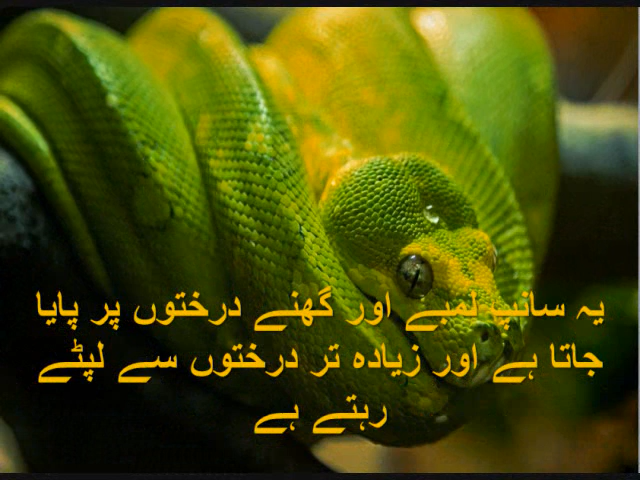 یہ سانپ لمبے اور گھنے درختوں پر پایا
جاتا ہے اور زیادہ تر درختوں سے لپٹے
رہتے ہے